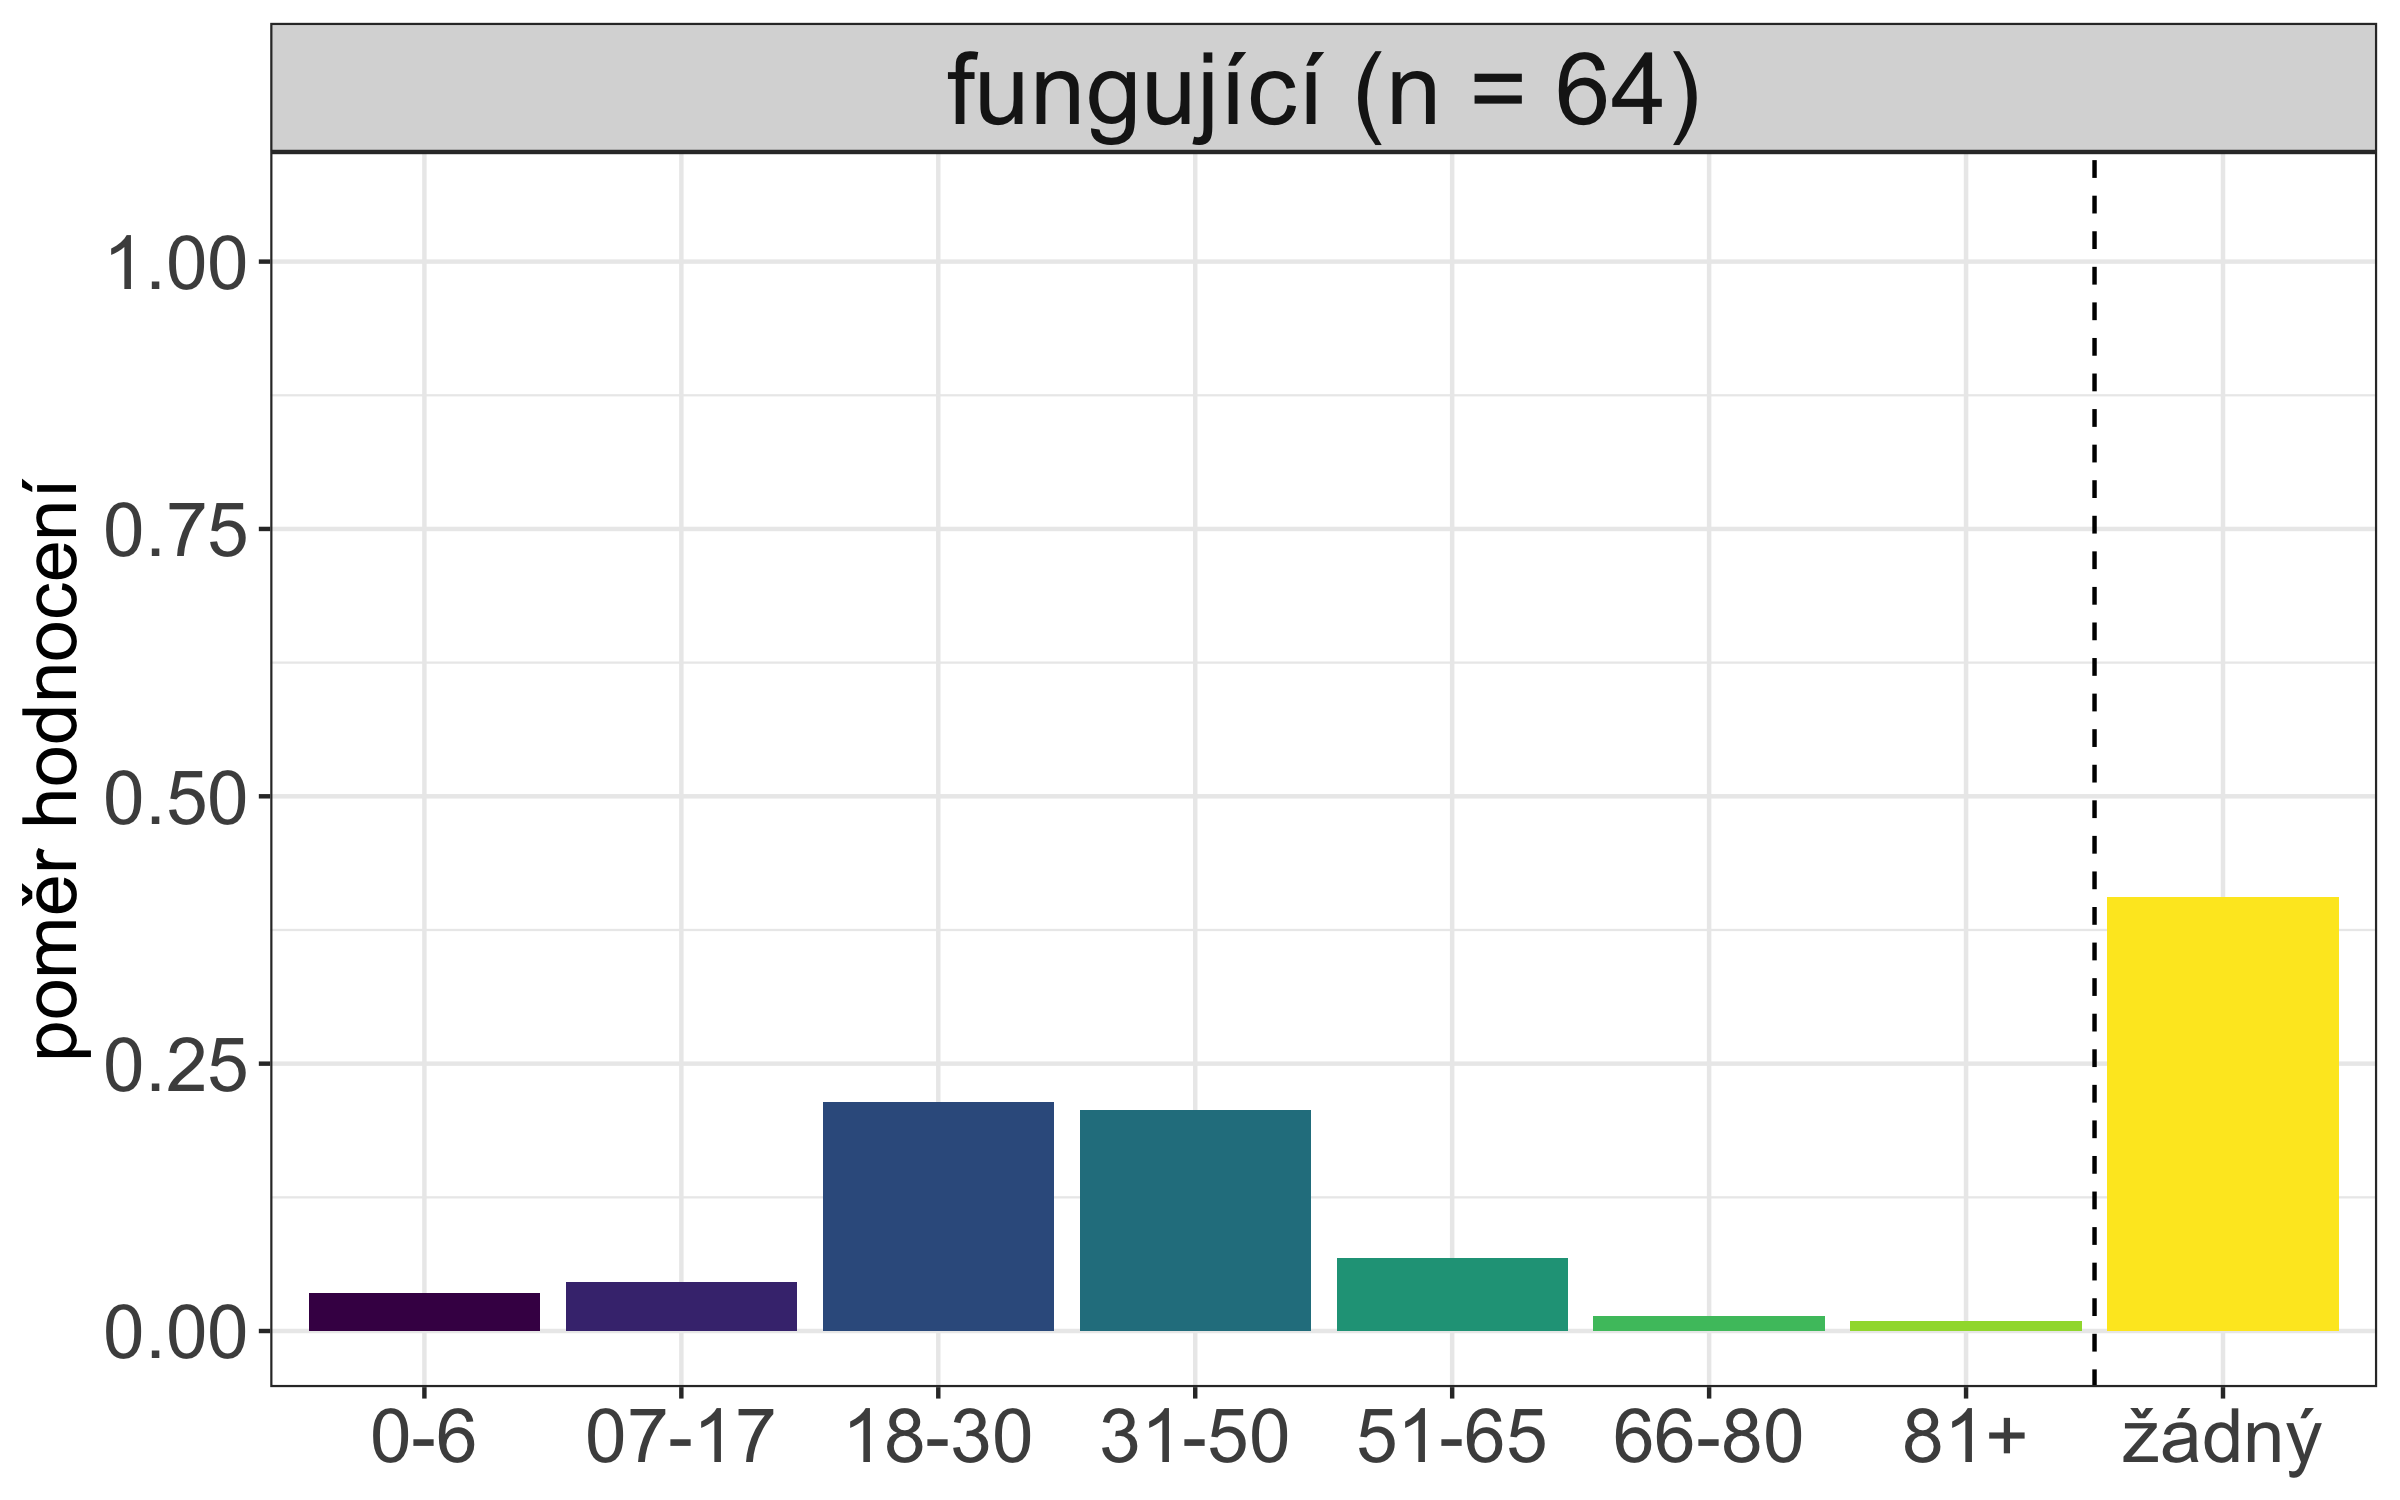 fungující (n = 64)
poměr hodnocení
1.00
0.75
0.50
0.25
0.00
0-6 07-17 18-30 31-50 51-65 66-80 81+ žádný